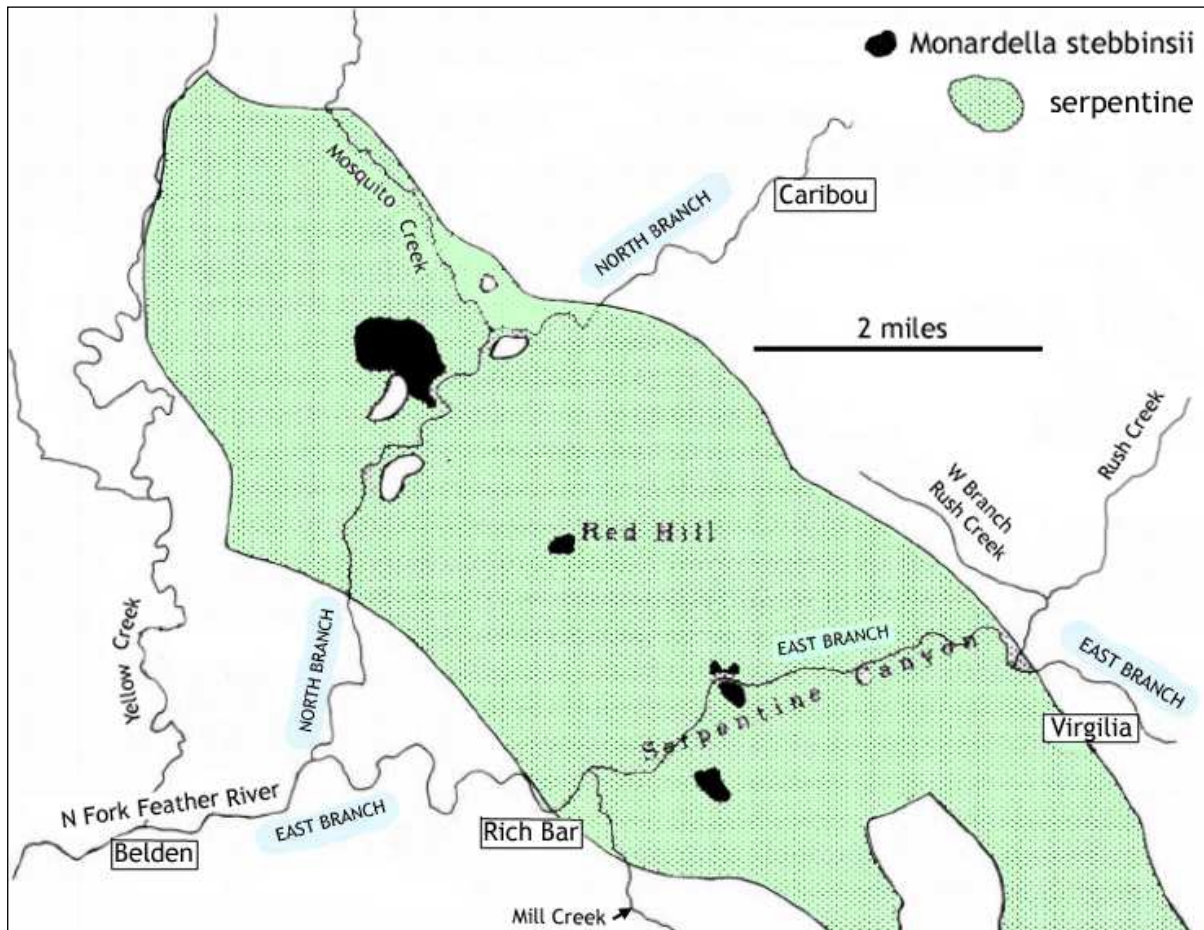 Monardella stebbinsii
serpentine
Mosquito
Creek
NORTH BRANCH
Caribou
2 miles
Rush Creek
W Branch
Rush Creek
Red Hill
Yellow Creek
NORTH BRANCH
EAST BRANCH
Serpentine Canyon
EAST BRANCH
Virgilia
N Fork Feather River
EAST BRANCH
Belden
Rich Bar
Mill Creek